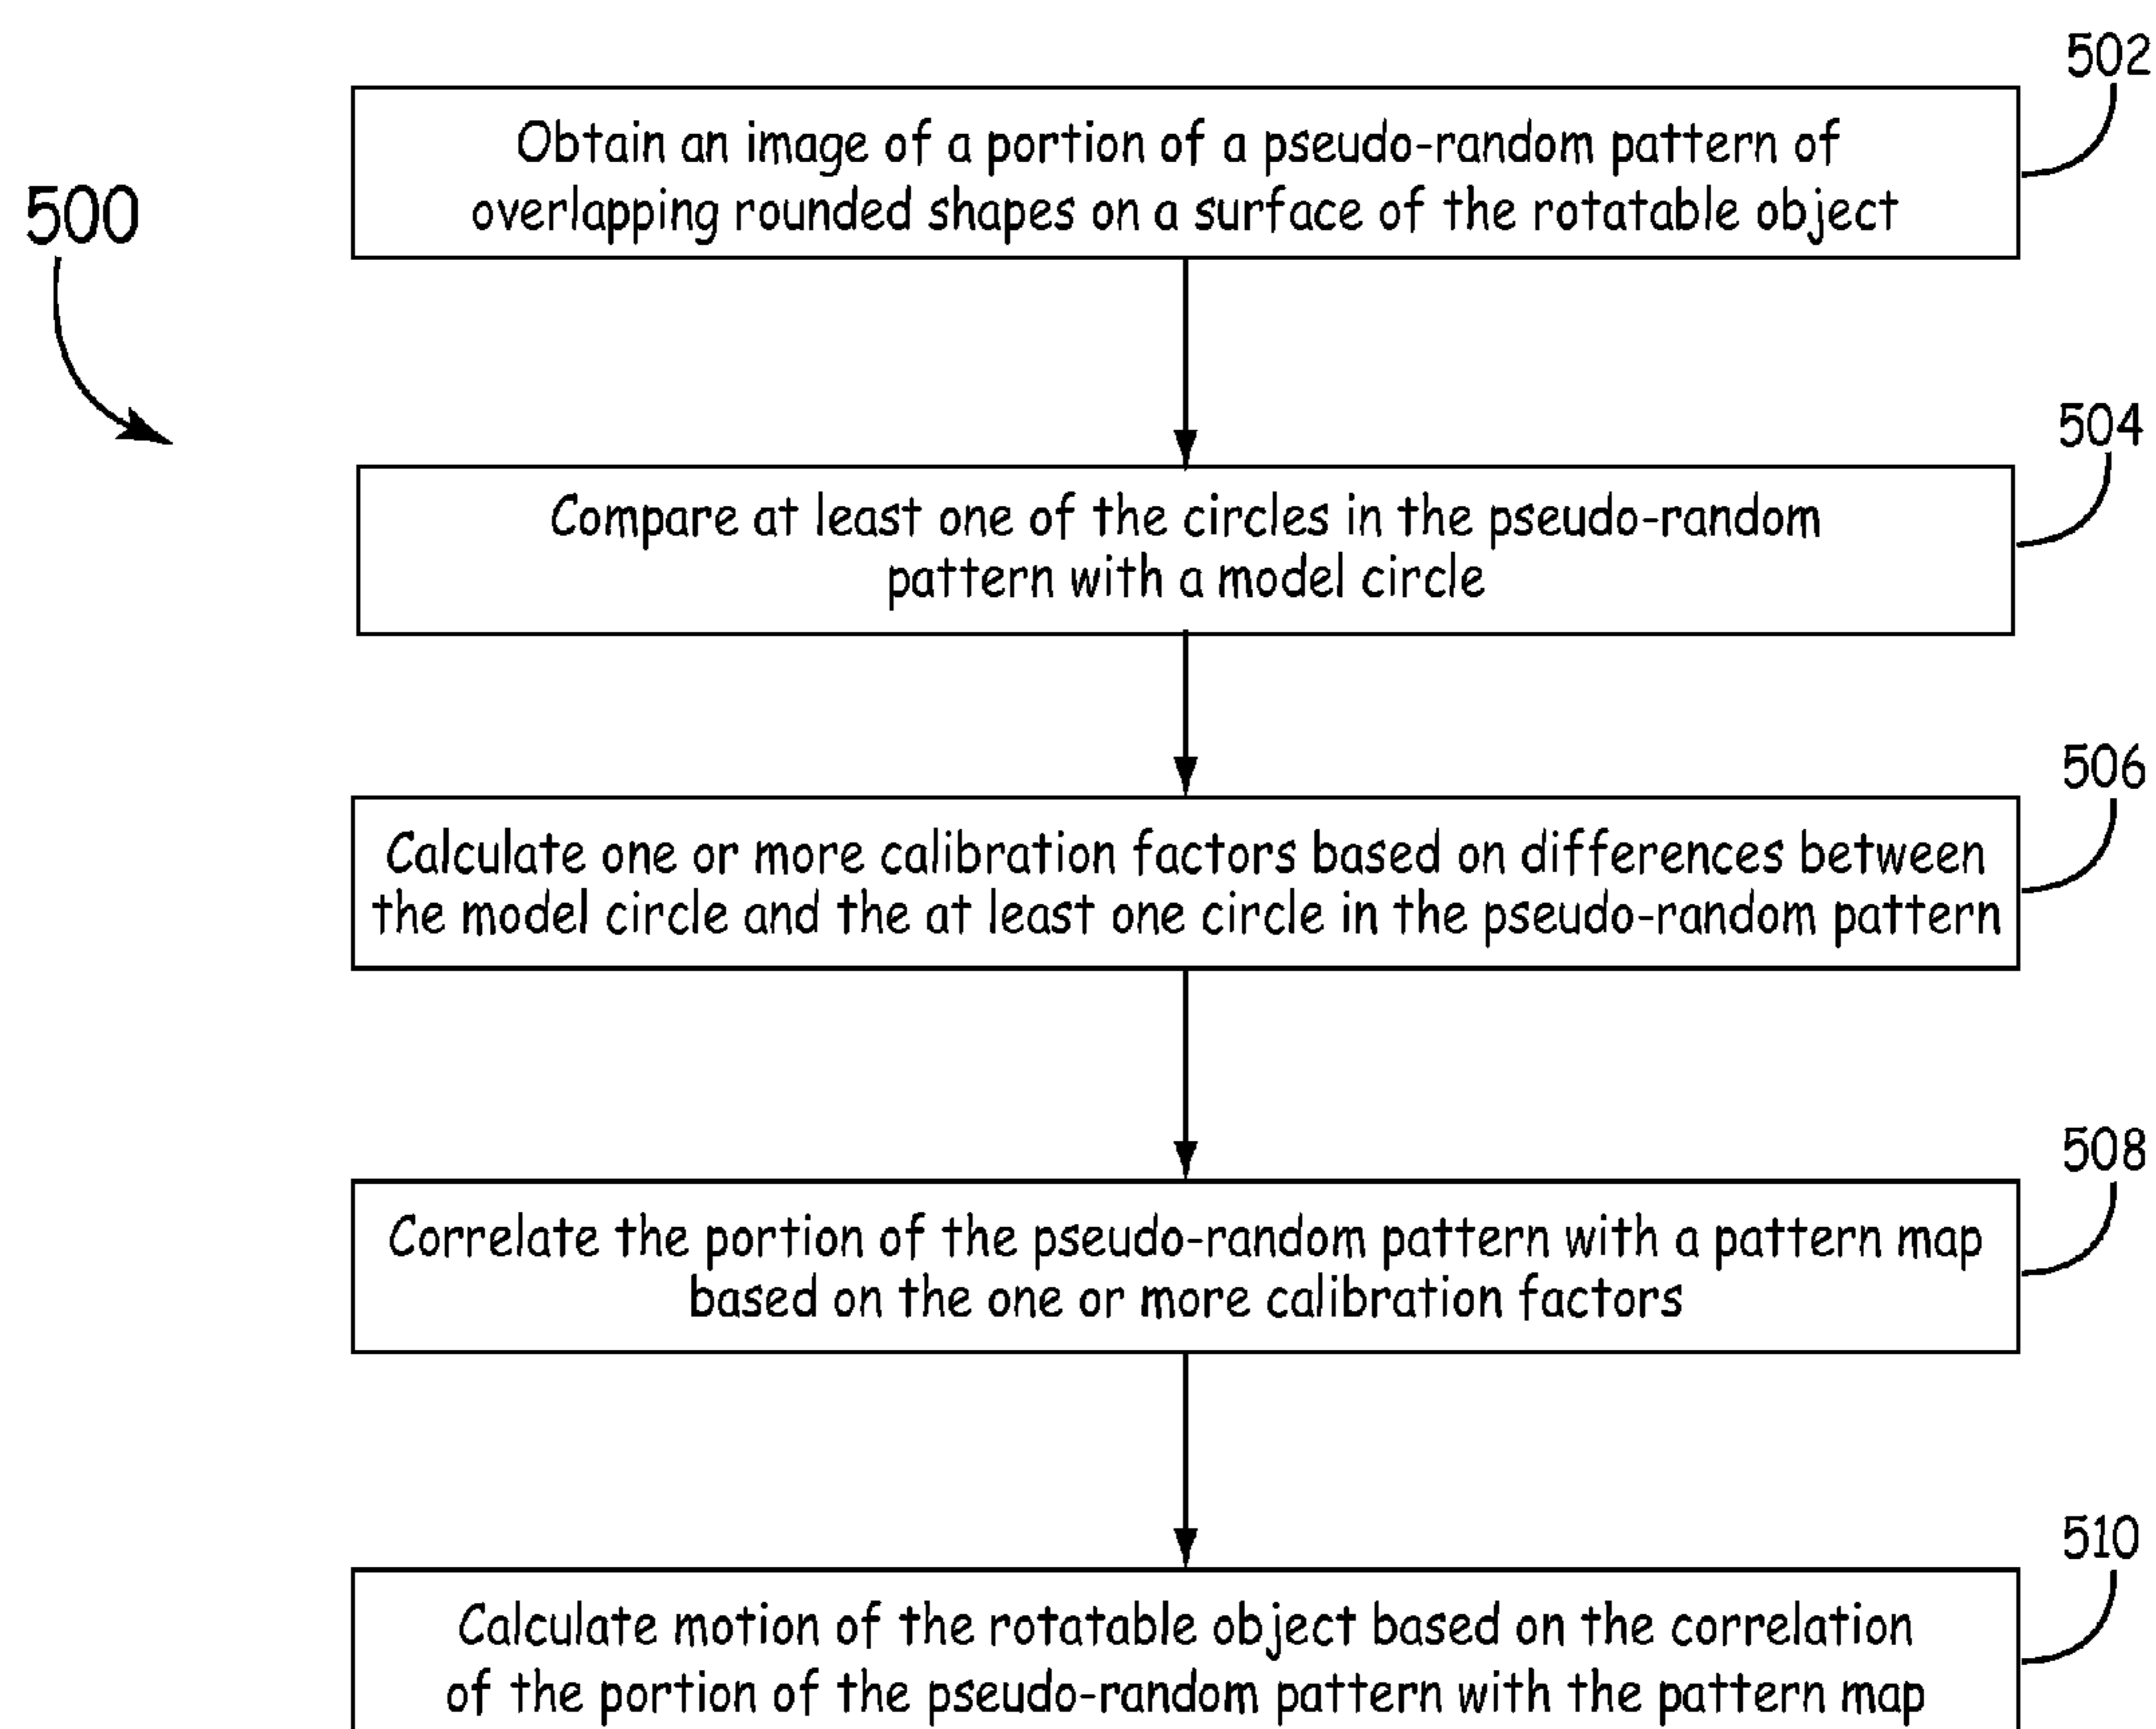 502
Obtain an image of a portion of a pseudo-random pattern of
overlapping rounded shapes on a surface of the rotatable object
500
504
Compare at least one of the circles in the pseudo-random
pattern with a model circle
506
Calculate one or more calibration factors based on differences between
the model circle and the at least one circle in the pseudo-random pattern
508
Correlate the portion of the pseudo-random pattern with a pattern map
based on the one or more calibration factors
510
Calculate motion of the rotatable object based on the correlation
of the portion of the pseudo-random pattern with the pattern map